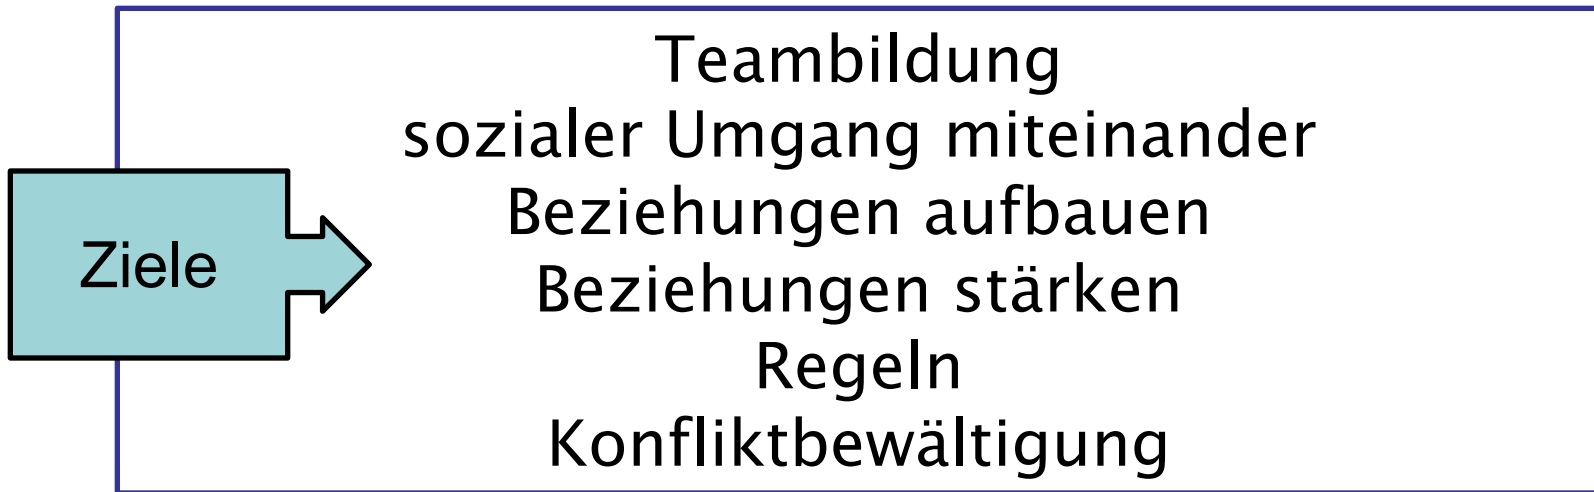 Ziele
Teambildung
sozialer Umgang miteinander
Beziehungen aufbauen
Beziehungen stärken
Regeln
Konfliktbewältigung